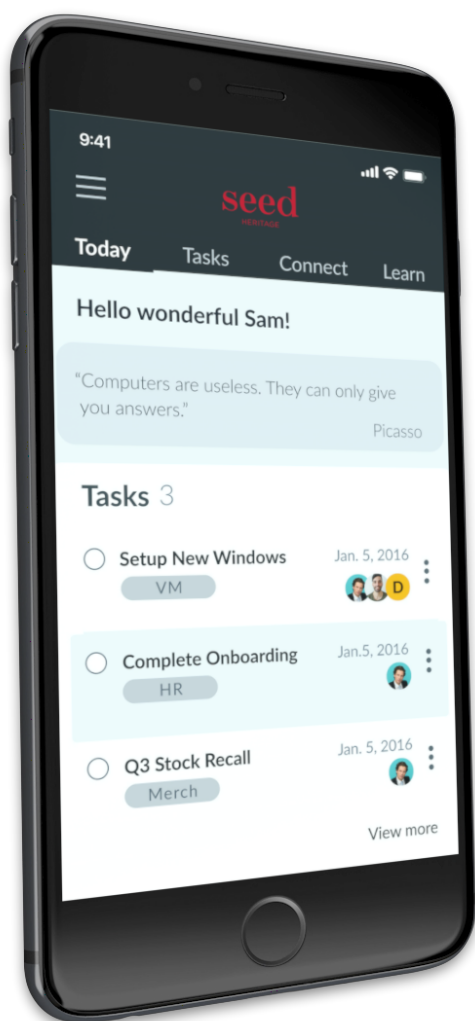 9:41
seed
HERITAGE
Today Tasks Connect Learn
Hello wonderful Sam!
“Computers are useless. They can only give
you answers.”
Picasso
Tasks 3
Setup New Windows Jan. 5, 2016
VM D
Complete Onboarding Jan.5, 2016
HR
Q3 Stock Recall Jan. 5, 2016
Merch
View more